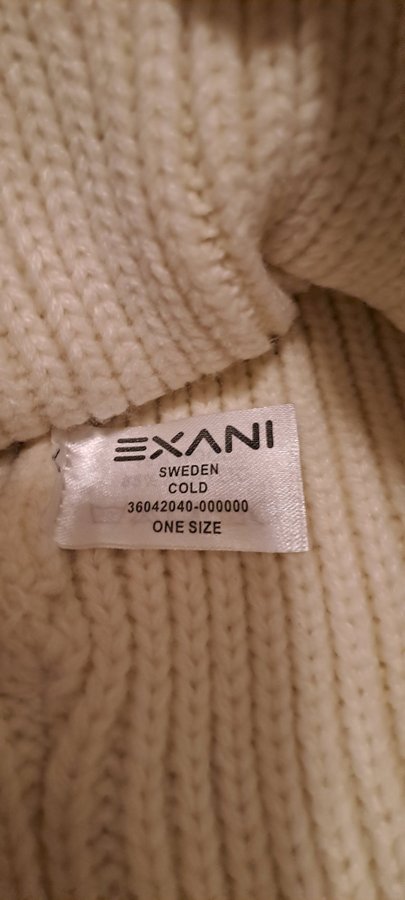 EXANI
SWEDEN
COLD
36042040-000000
ONE SIZE